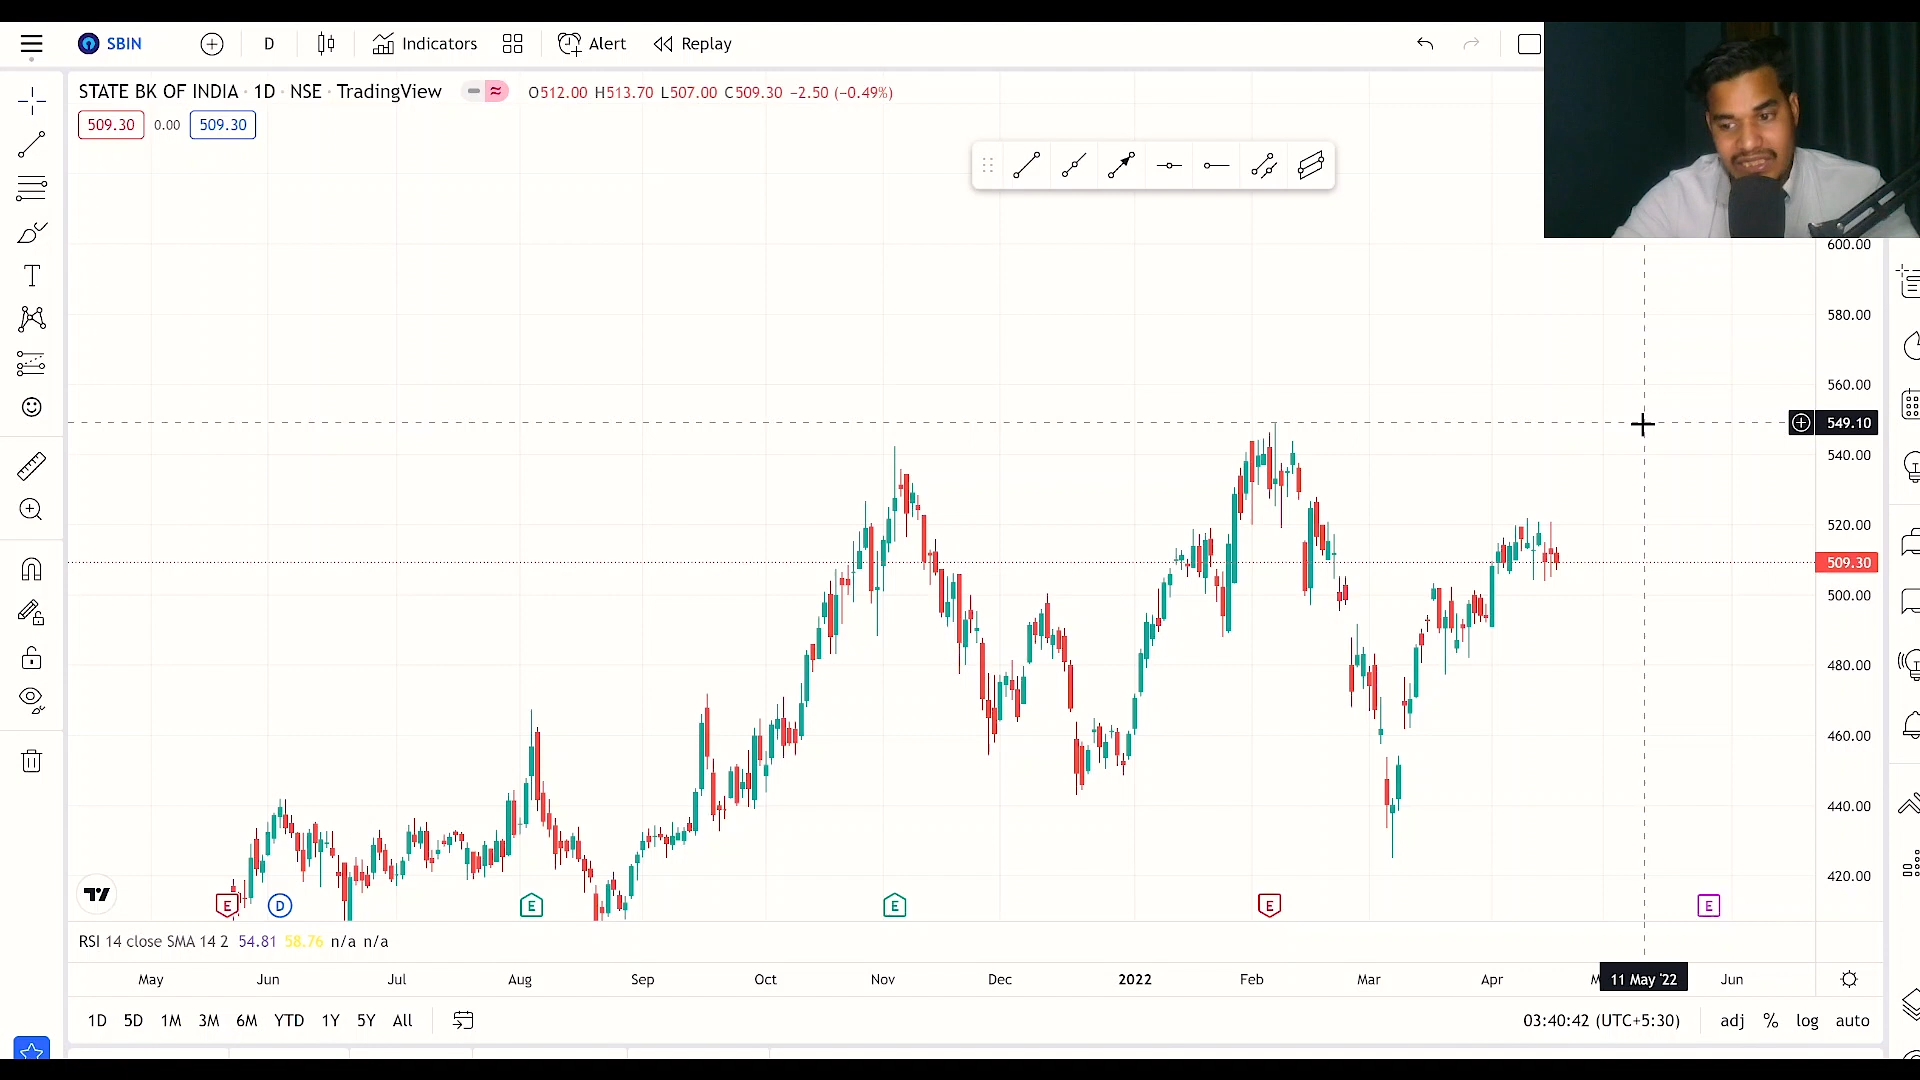 SBIN
D
Indicators
Alert
Replay
STATE BK OF INDIA · 1D · NSE · TradingView
O512.00 H513.70 L507.00 C509.30 −2.50 (−0.49%)
509.30 0.00 509.30
600.00
580.00
560.00
549.10
540.00
520.00
509.30
500.00
480.00
460.00
440.00
420.00
E D E E E E
RSI 14 close SMA 14 2 54.81 58.76 n/a n/a
May Jun Jul Aug Sep Oct Nov Dec 2022 Feb Mar Apr 11 May '22 Jun
1D 5D 1M 3M 6M YTD 1Y 5Y All
03:40:42 (UTC+5:30) adj % log auto